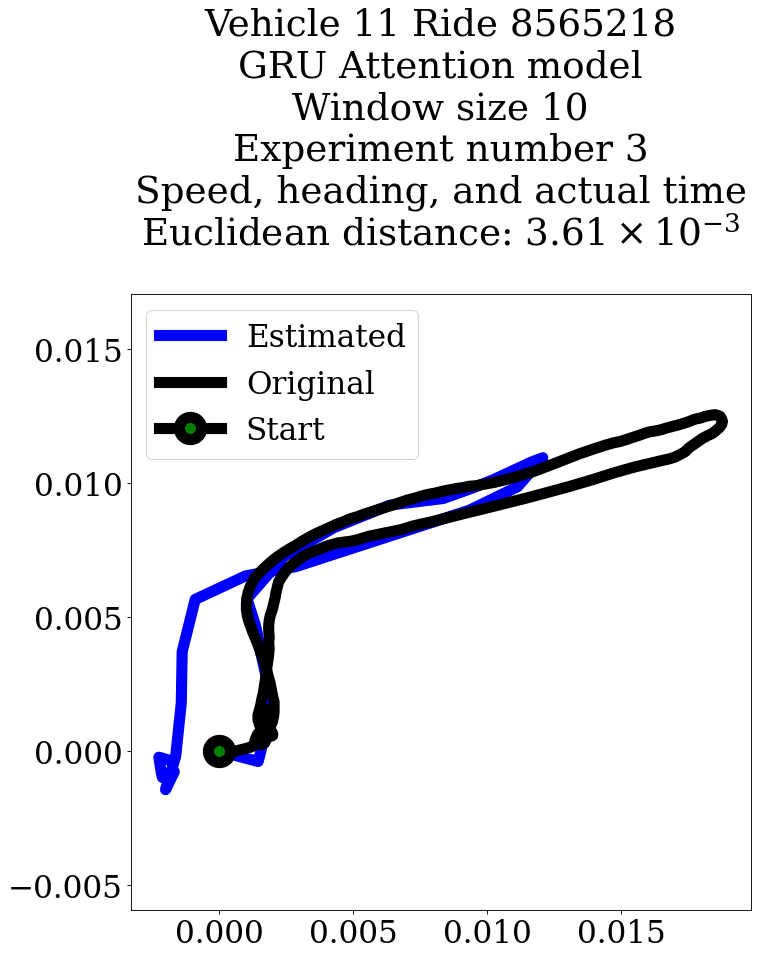 Vehicle 11 Ride 8565218
GRU Attention model
Window size 10
Experiment number 3
Speed, heading, and actual time
Euclidean distance: 3.61 × 10⁻³
Estimated
Original
Start
0.015
0.010
0.005
0.000
−0.005
0.000 0.005 0.010 0.015